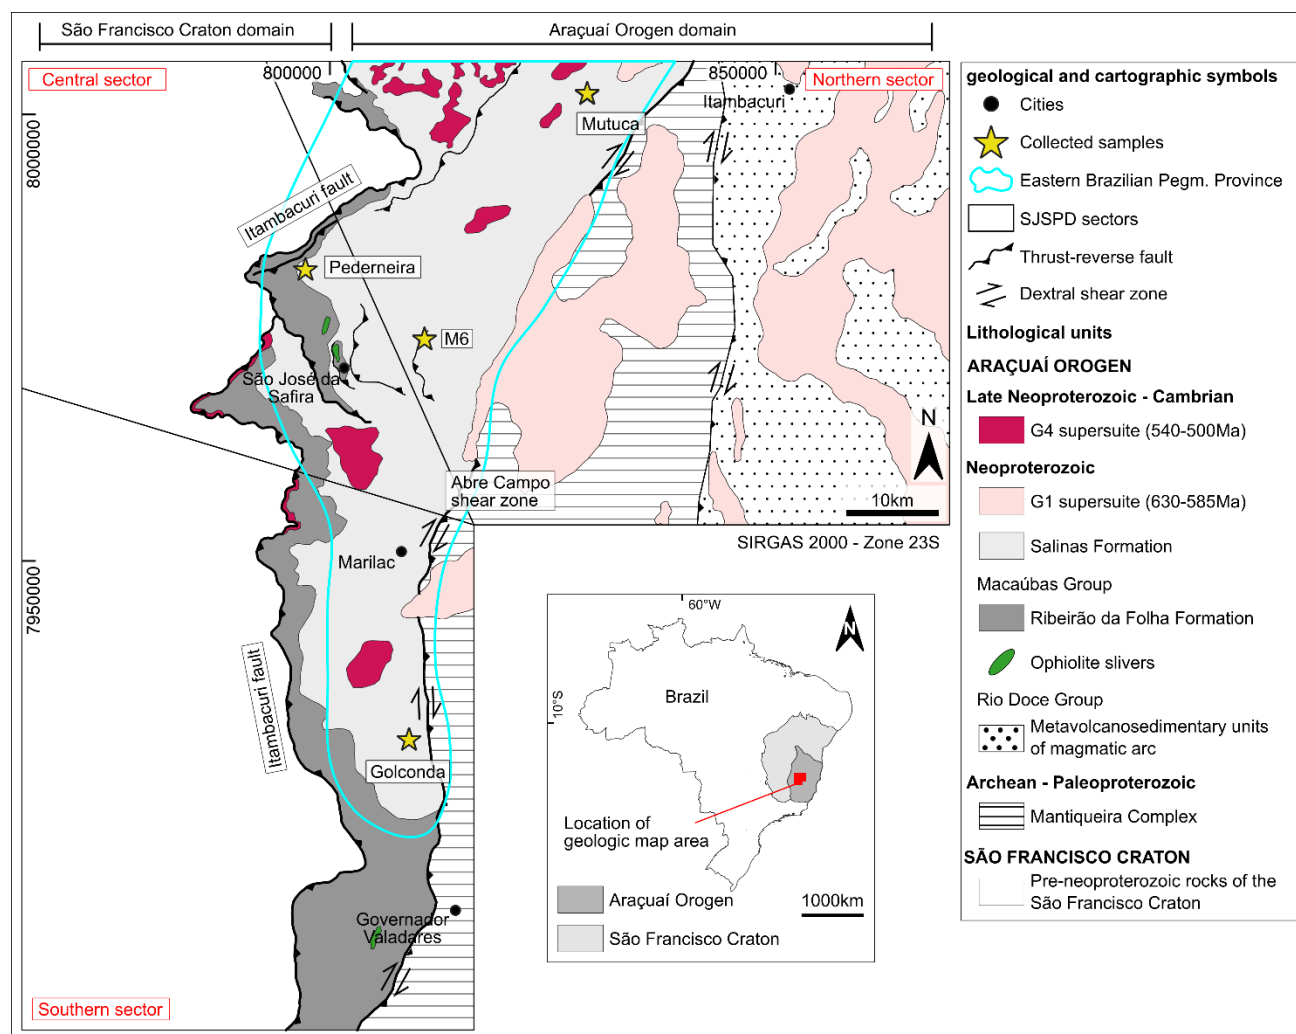 São Francisco Craton domain
Araçuaí Orogen domain
Central sector
800000
850000
Northern sector
Itambacuri
Mutuca
8000000
Itambacuri fault
Pederneira
M6
São José da
Safira
Abre Campo
shear zone
N
10km
SIRGAS 2000 - Zone 23S
Marilac
7950000
Itambacuri fault
Golconda
Governador
Valadares
Southern sector
60°W
N
Brazil
10°S
Location of
geologic map area
Araçuaí Orogen
1000km
São Francisco Craton
geological and cartographic symbols
Cities
Collected samples
Eastern Brazilian Pegm. Province
SJSPD sectors
Thrust-reverse fault
Dextral shear zone
Lithological units
ARAÇUAÍ OROGEN
Late Neoproterozoic - Cambrian
G4 supersuite (540-500Ma)
Neoproterozoic
G1 supersuite (630-585Ma)
Salinas Formation
Macaúbas Group
Ribeirão da Folha Formation
Ophiolite slivers
Rio Doce Group
Metavolcanosedimentary units
of magmatic arc
Archean - Paleoproterozoic
Mantiqueira Complex
SÃO FRANCISCO CRATON
Pre-neoproterozoic rocks of the
São Francisco Craton